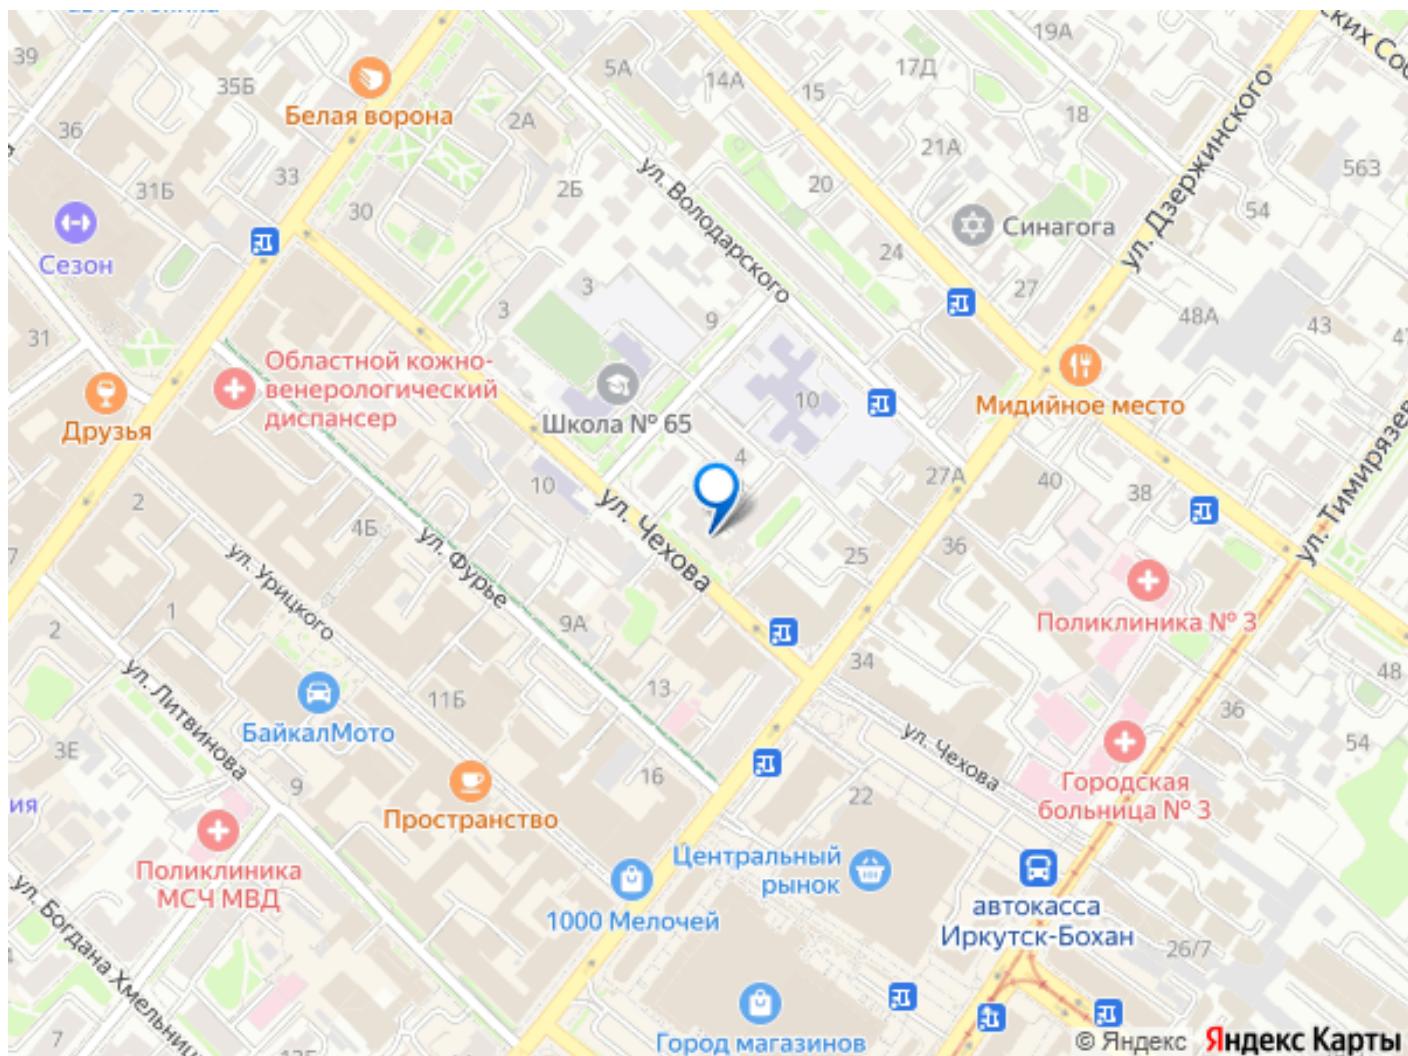 39
35Б
5А
14А
15
17Д
19А
18
Белая ворона
2А
36
31Б
33
30
2Б
21А
20
563
54
ул. Дзержинского
Синагога
Сезон
24
27
48А
43
ул. Володарского
3
3
9
31
Областной кожно-
венерологический
диспансер
Друзья
Школа № 65
10
Мидийное место
4
27А
40
38
10
2
4Б
ул. Чехова
25
36
ул. Фурье
ул. Урицкого
1
2
9А
Поликлиника № 3
34
48
13
11Б
ул. Литвинова
БайкалМото
3Е
9
36
54
ул. Чехова
16
22
Городская
больница № 3
Пространство
Центральный
рынок
Поликлиника
МСЧ МВД
1000 Мелочей
автокасса
Иркутск-Бохан
26/7
7
Город магазинов
© Яндекс Яндекс Карты